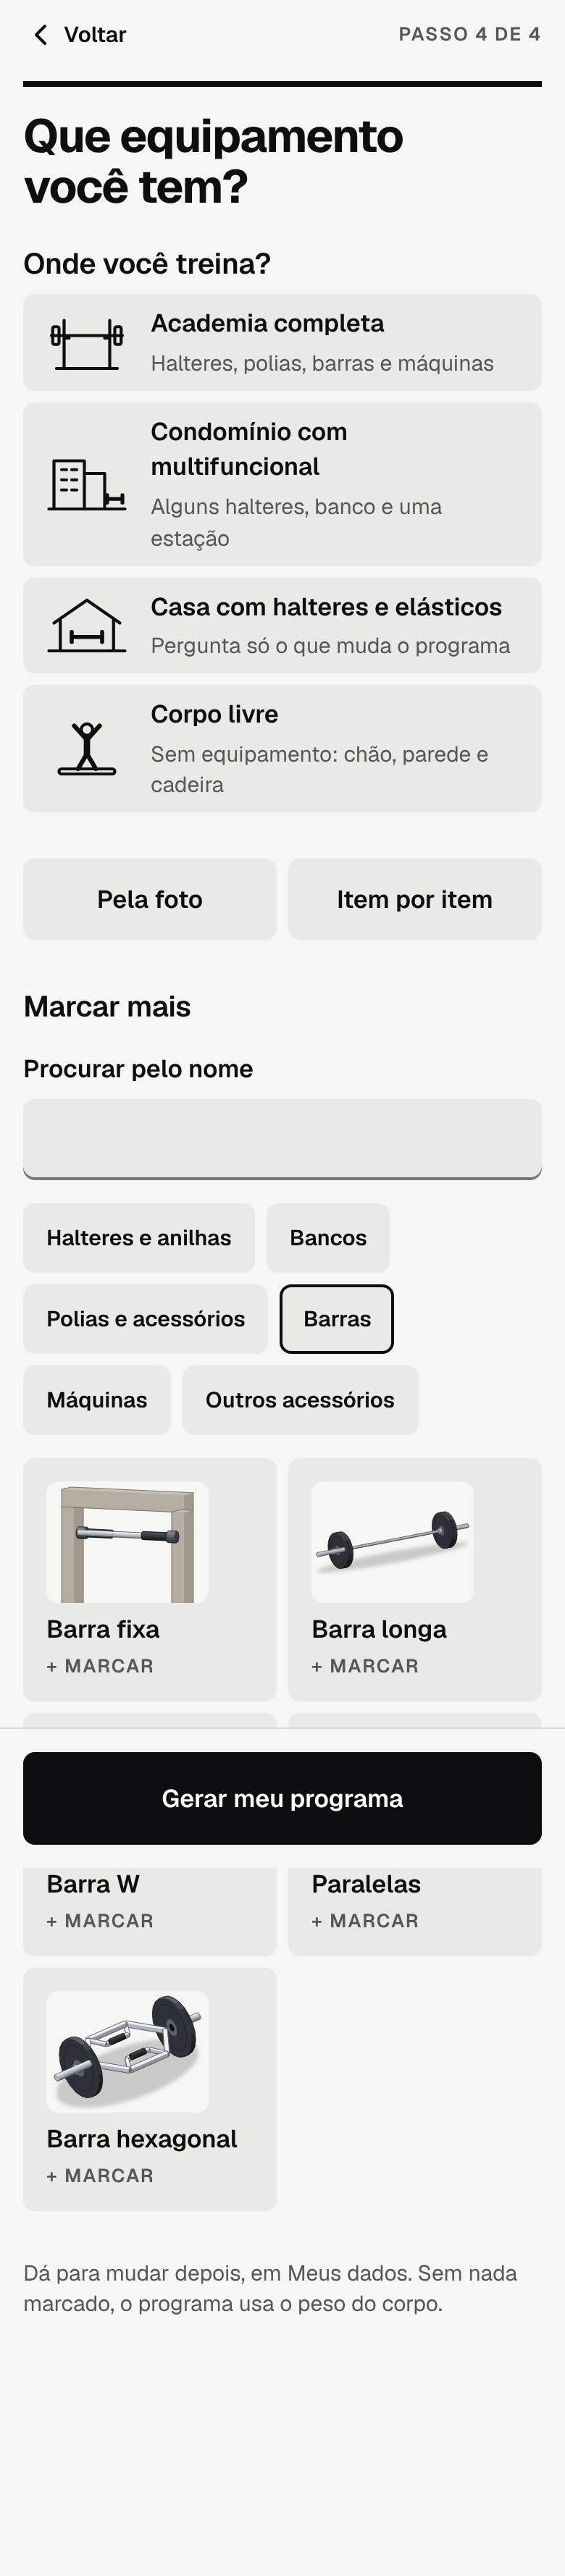 Voltar
PASSO 4 DE 4
Que equipamento
você tem?
Onde você treina?
Academia completa
Halteres, polias, barras e máquinas
Condomínio com
multifuncional
Alguns halteres, banco e uma
estação
Casa com halteres e elásticos
Pergunta só o que muda o programa
Corpo livre
Sem equipamento: chão, parede e
cadeira
Pela foto
Item por item
Marcar mais
Procurar pelo nome
Halteres e anilhas
Bancos
Polias e acessórios
Barras
Máquinas
Outros acessórios
Barra fixa
+ MARCAR
Barra longa
+ MARCAR
Gerar meu programa
Barra W
+ MARCAR
Paralelas
+ MARCAR
Barra hexagonal
+ MARCAR
Dá para mudar depois, em Meus dados. Sem nada
marcado, o programa usa o peso do corpo.